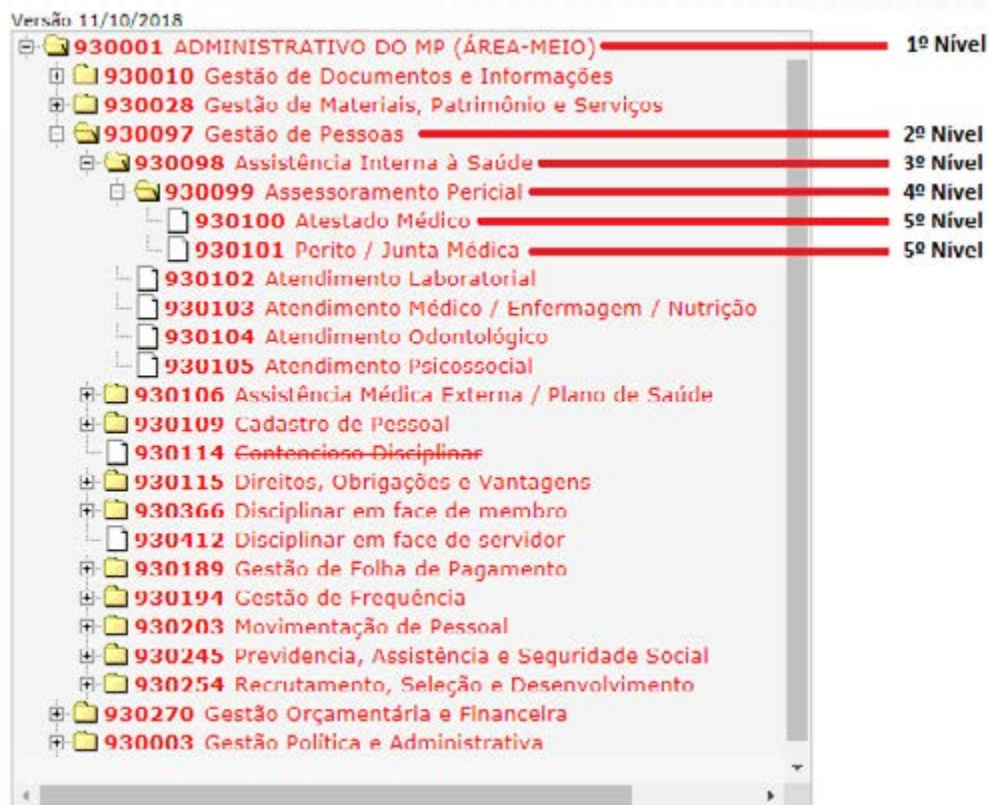 Versão 11/10/2018
930001 ADMINISTRATIVO DO MP (ÁREA-MEIO) 1º Nível
930010 Gestão de Documentos e Informações
930028 Gestão de Materiais, Patrimônio e Serviços
930097 Gestão de Pessoas 2º Nível
930098 Assistência Interna à Saúde 3º Nível
930099 Assessoramento Pericial 4º Nível
930100 Atestado Médico 5º Nível
930101 Perito / Junta Médica 5º Nível
930102 Atendimento Laboratorial
930103 Atendimento Médico / Enfermagem / Nutrição
930104 Atendimento Odontológico
930105 Atendimento Psicossocial
930106 Assistência Médica Externa / Plano de Saúde
930109 Cadastro de Pessoal
930114 Contencioso Disciplinar
930115 Direitos, Obrigações e Vantagens
930366 Disciplinar em face de membro
930412 Disciplinar em face de servidor
930189 Gestão de Folha de Pagamento
930194 Gestão de Frequência
930203 Movimentação de Pessoal
930245 Previdencia, Assistência e Seguridade Social
930254 Recrutamento, Seleção e Desenvolvimento
930270 Gestão Orçamentária e Financeira
930003 Gestão Política e Administrativa